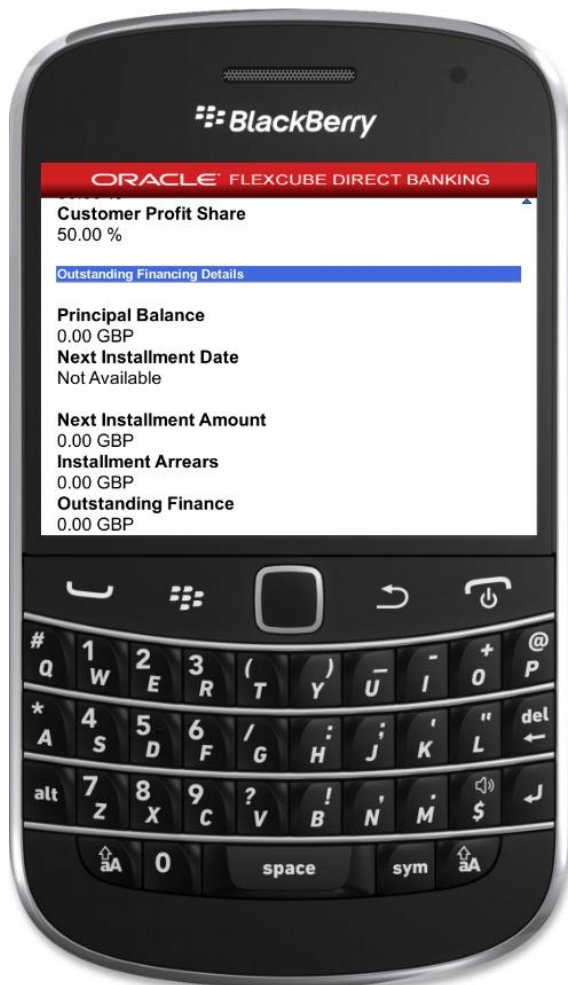 BlackBerry
ORACLE FLEXCUBE DIRECT BANKING
Customer Profit Share
50.00 %
Outstanding Financing Details
Principal Balance
0.00 GBP
Next Installment Date
Not Available
Next Installment Amount
0.00 GBP
Installment Arrears
0.00 GBP
Outstanding Finance
0.00 GBP
# 1 2 3 ( ) _ - + @
Q W E R T Y U I O P
* 4 5 6 / : ; ' " del
A S D F G H J K L
alt 7 8 9 ? ! , . $
Z X C V B N M
aA 0 space sym aA